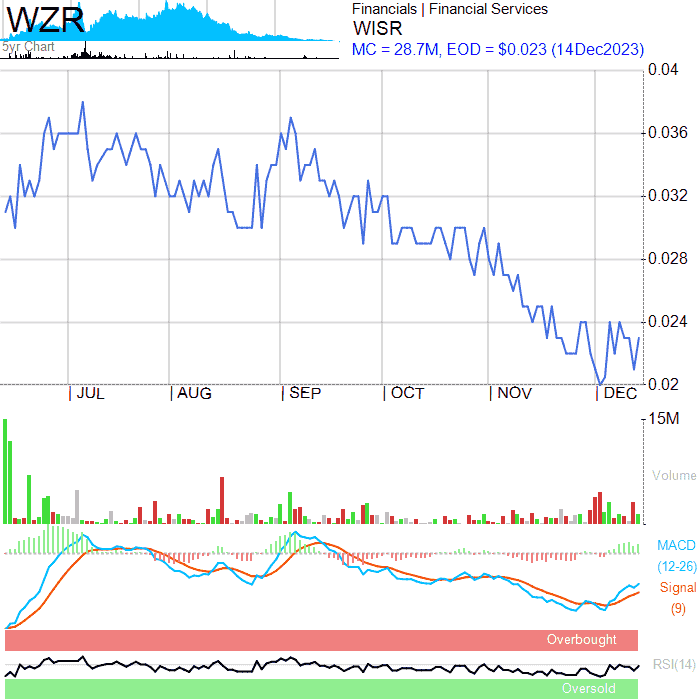 WZR
5yr Chart
Financials | Financial Services
WISR
MC = 28.7M, EOD = $0.023 (14Dec2023)
0.04
0.036
0.032
0.028
0.024
0.02
JUL AUG SEP OCT NOV DEC
15M
Volume
MACD
(12-26)
Signal
(9)
Overbought
RSI(14)
Oversold